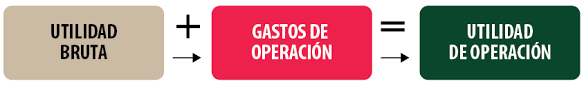 UTILIDAD
BRUTA
+
GASTOS DE
OPERACIÓN
=
UTILIDAD
DE OPERACIÓN